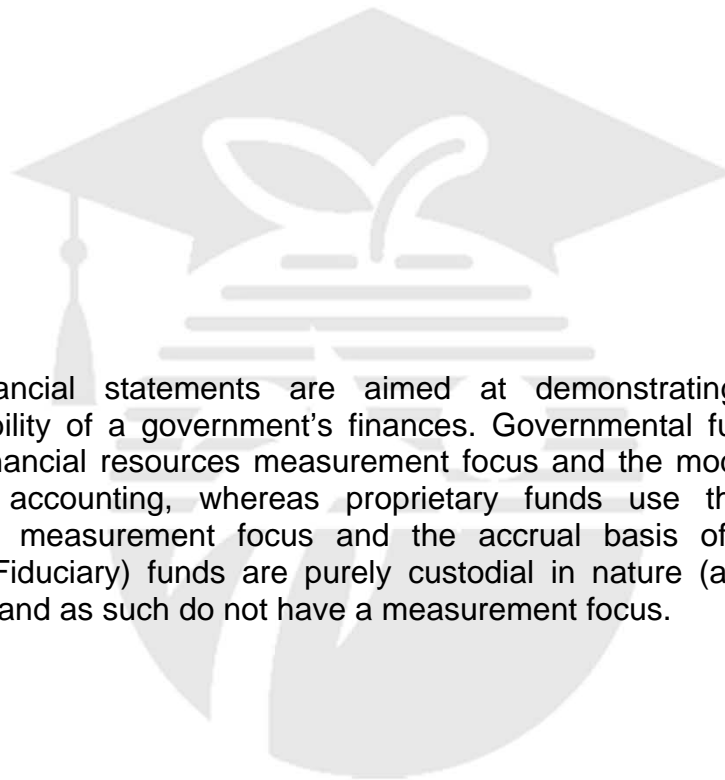 ancial statements are aimed at demonstrating
bility of a government's finances. Governmental fu
nancial resources measurement focus and the mod
accounting, whereas proprietary funds use th
measurement focus and the accrual basis of
Fiduciary) funds are purely custodial in nature (a
and as such do not have a measurement focus.